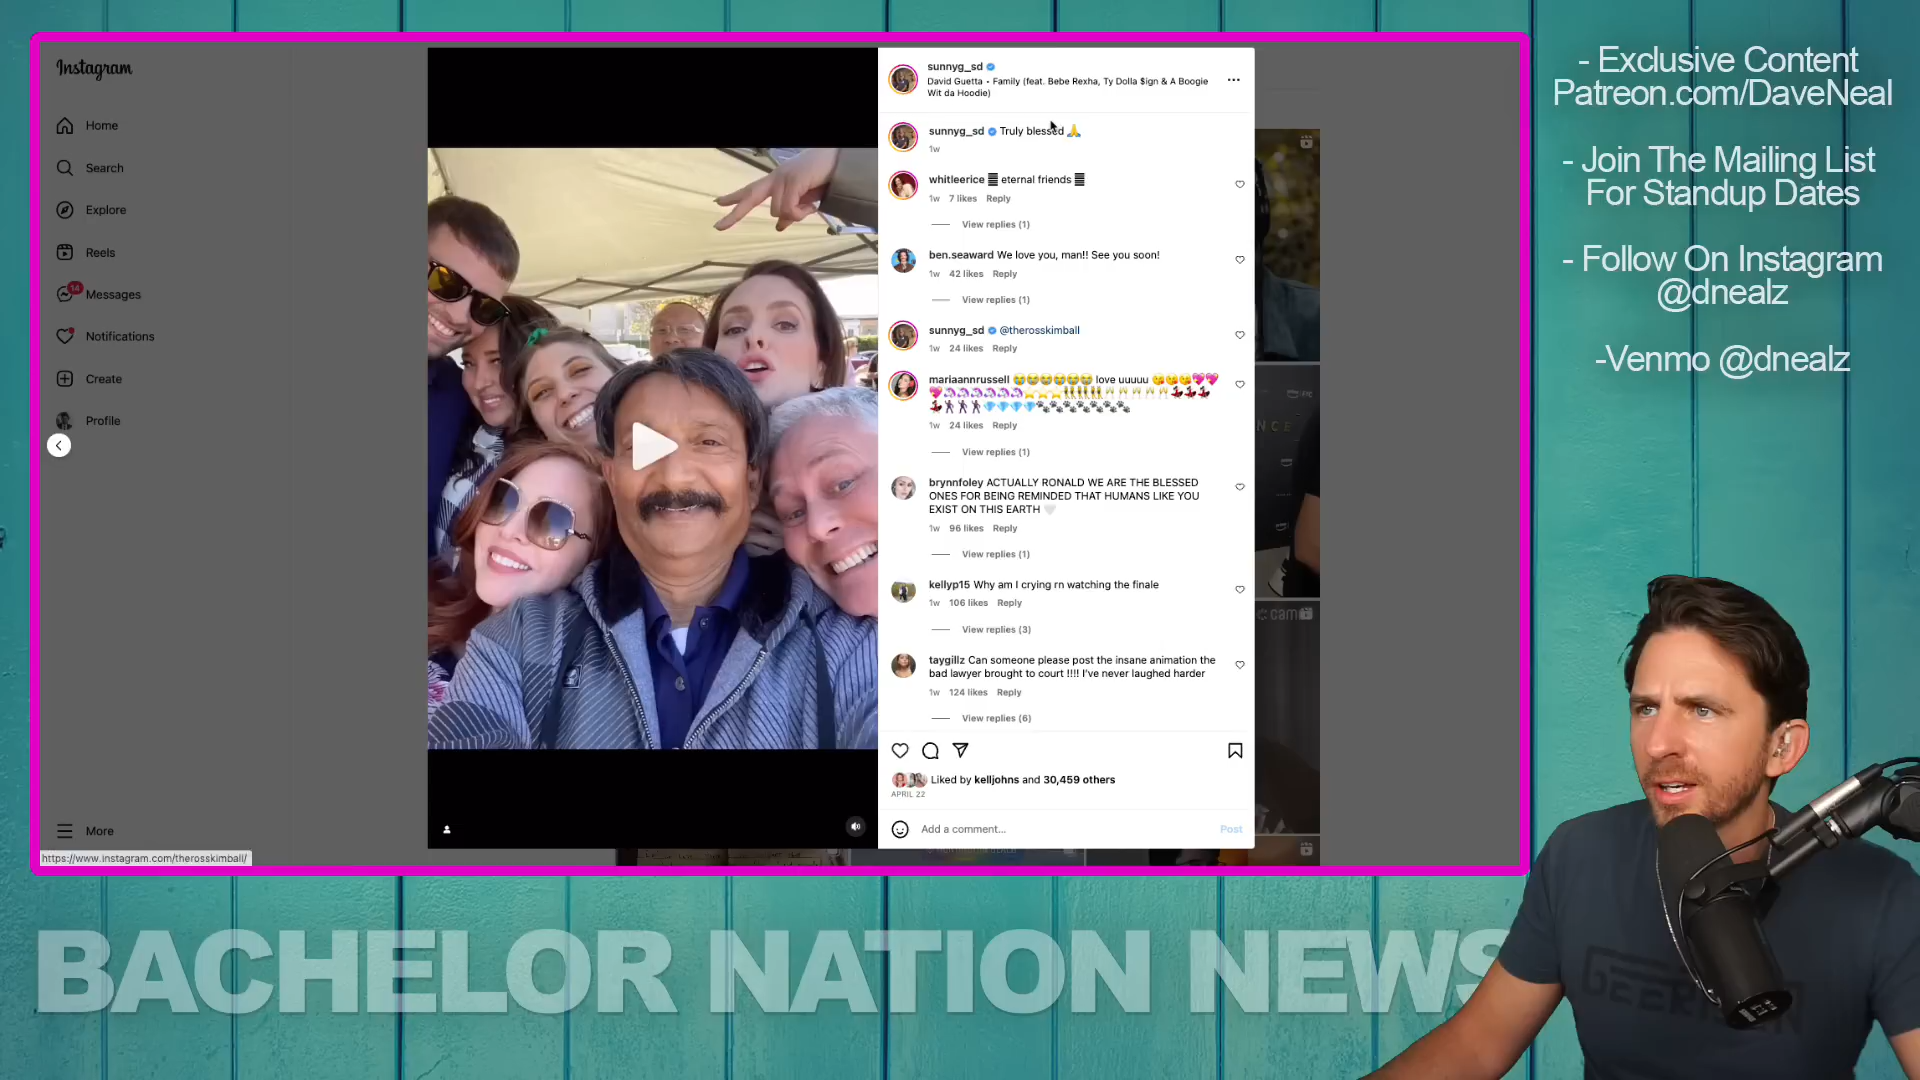 Instagram
Home
Search
Explore
Reels
14
Messages
Notifications
Create
Profile
More
https://www.instagram.com/therosskimball/
sunnyg_sd
David Guetta • Family (feat. Bebe Rexha, Ty Dolla $ign & A Boogie
Wit da Hoodie)
sunnyg_sd Truly blessed 🙏
1w
whitleerice eternal friends
1w 7 likes Reply
View replies (1)
ben.seaward We love you, man!! See you soon!
1w 42 likes Reply
View replies (1)
sunnyg_sd @therosskimball
1w 24 likes Reply
mariaannrussell 😭😭😭😭😭😭 love uuuuu
1w 24 likes Reply
View replies (1)
brynnfoley ACTUALLY RONALD WE ARE THE BLESSED
ONES FOR BEING REMINDED THAT HUMANS LIKE YOU
EXIST ON THIS EARTH 🤍
1w 96 likes Reply
View replies (1)
kellyp15 Why am I crying rn watching the finale
1w 106 likes Reply
View replies (3)
taygillz Can someone please post the insane animation the
bad lawyer brought to court !!!! I've never laughed harder
1w 124 likes Reply
View replies (6)
Liked by kelljohns and 30,459 others
APRIL 22
Add a comment...
Post
- Exclusive Content
Patreon.com/DaveNeal
- Join The Mailing List
For Standup Dates
- Follow On Instagram
@dnealz
-Venmo @dnealz
BACHELOR NATION NEWS